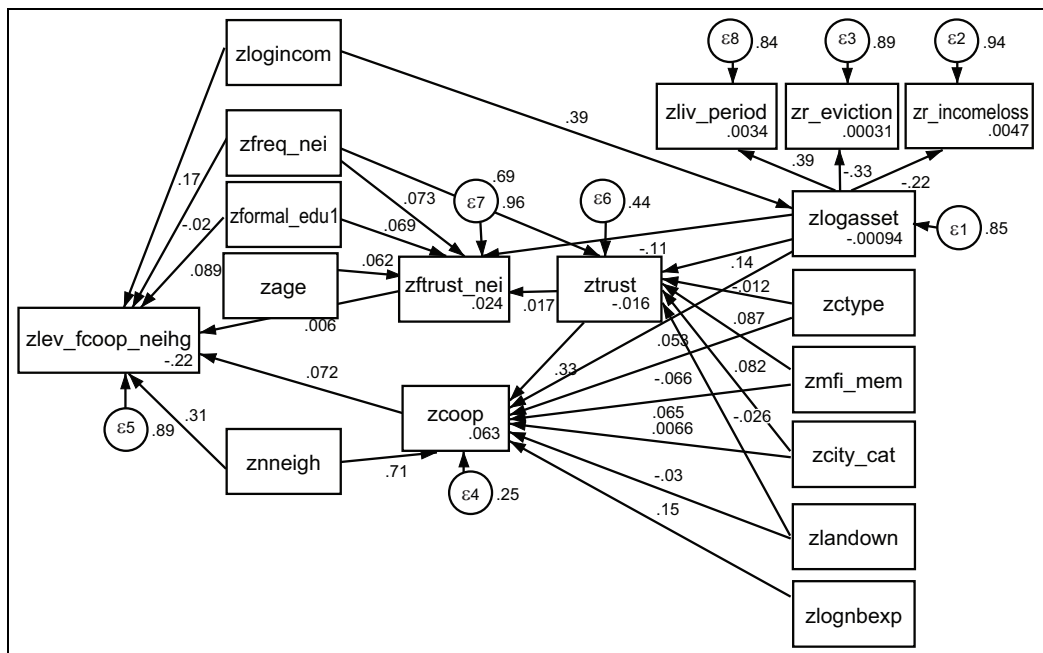 ε8 .84
ε3 .89
ε2 .94
zlogincom
zliv_period
.0034
zr_eviction
.00031
zr_incomeloss
.0047
.39
zfreq_nei
.39
-.33
-.22
.17
.69
.073
ε7 .96
ε6 .44
zformal_edu1
-.02
.069
zlogasset
-.00094
ε1 .85
.089
zage
.062
zftrust_nei
.024
.017
ztrust
-.016
-.11
.14
-.012
zctype
.006
.087
zlev_fcoop_neihg
-.22
.053
.33
.082
.072
-.066
zmfi_mem
zcoop
.063
.065
-.026
.0066
ε5 .89
.31
znneigh
.71
zcity_cat
ε4 .25
-.03
.15
zlandown
zlognbexp